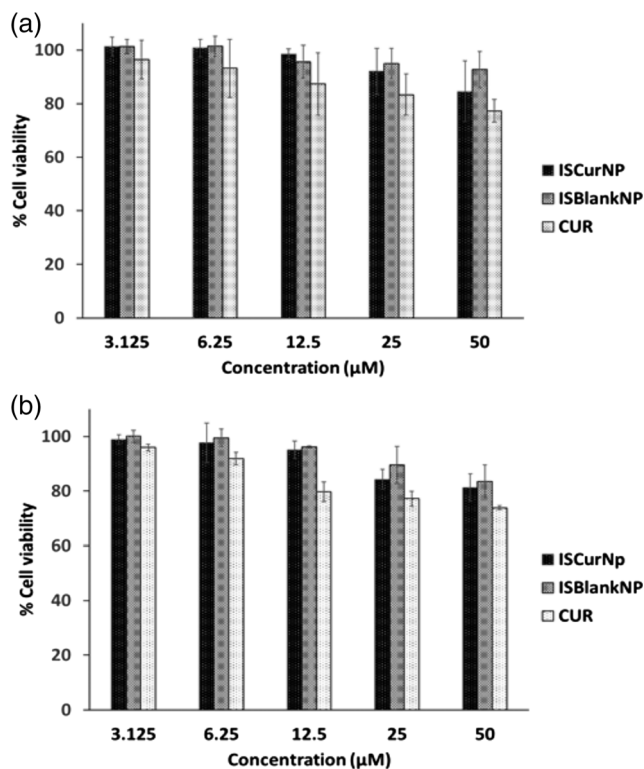 (a)
100
80
60
40
20
0
% Cell viability
3.125 6.25 12.5 25 50
Concentration (µM)
ISCurNP
ISBlankNP
CUR
(b)
100
80
60
40
20
0
% Cell viability
3.125 6.25 12.5 25 50
Concentration (µM)
ISCurNp
ISBlankNP
CUR